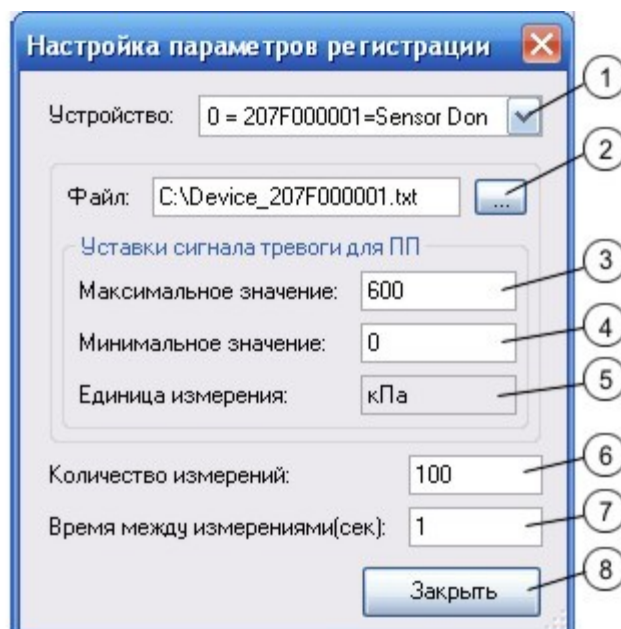 Настройка параметров регистрации
1
Устройство: 0 = 207F000001=Sensor Don
2
Файл: C:\Device_207F000001.txt ...
Уставки сигнала тревоги для ПП
3
Максимальное значение: 600
4
Минимальное значение: 0
5
Единица измерения: кПа
6
Количество измерений: 100
7
Время между измерениями(сек): 1
8
Закрыть